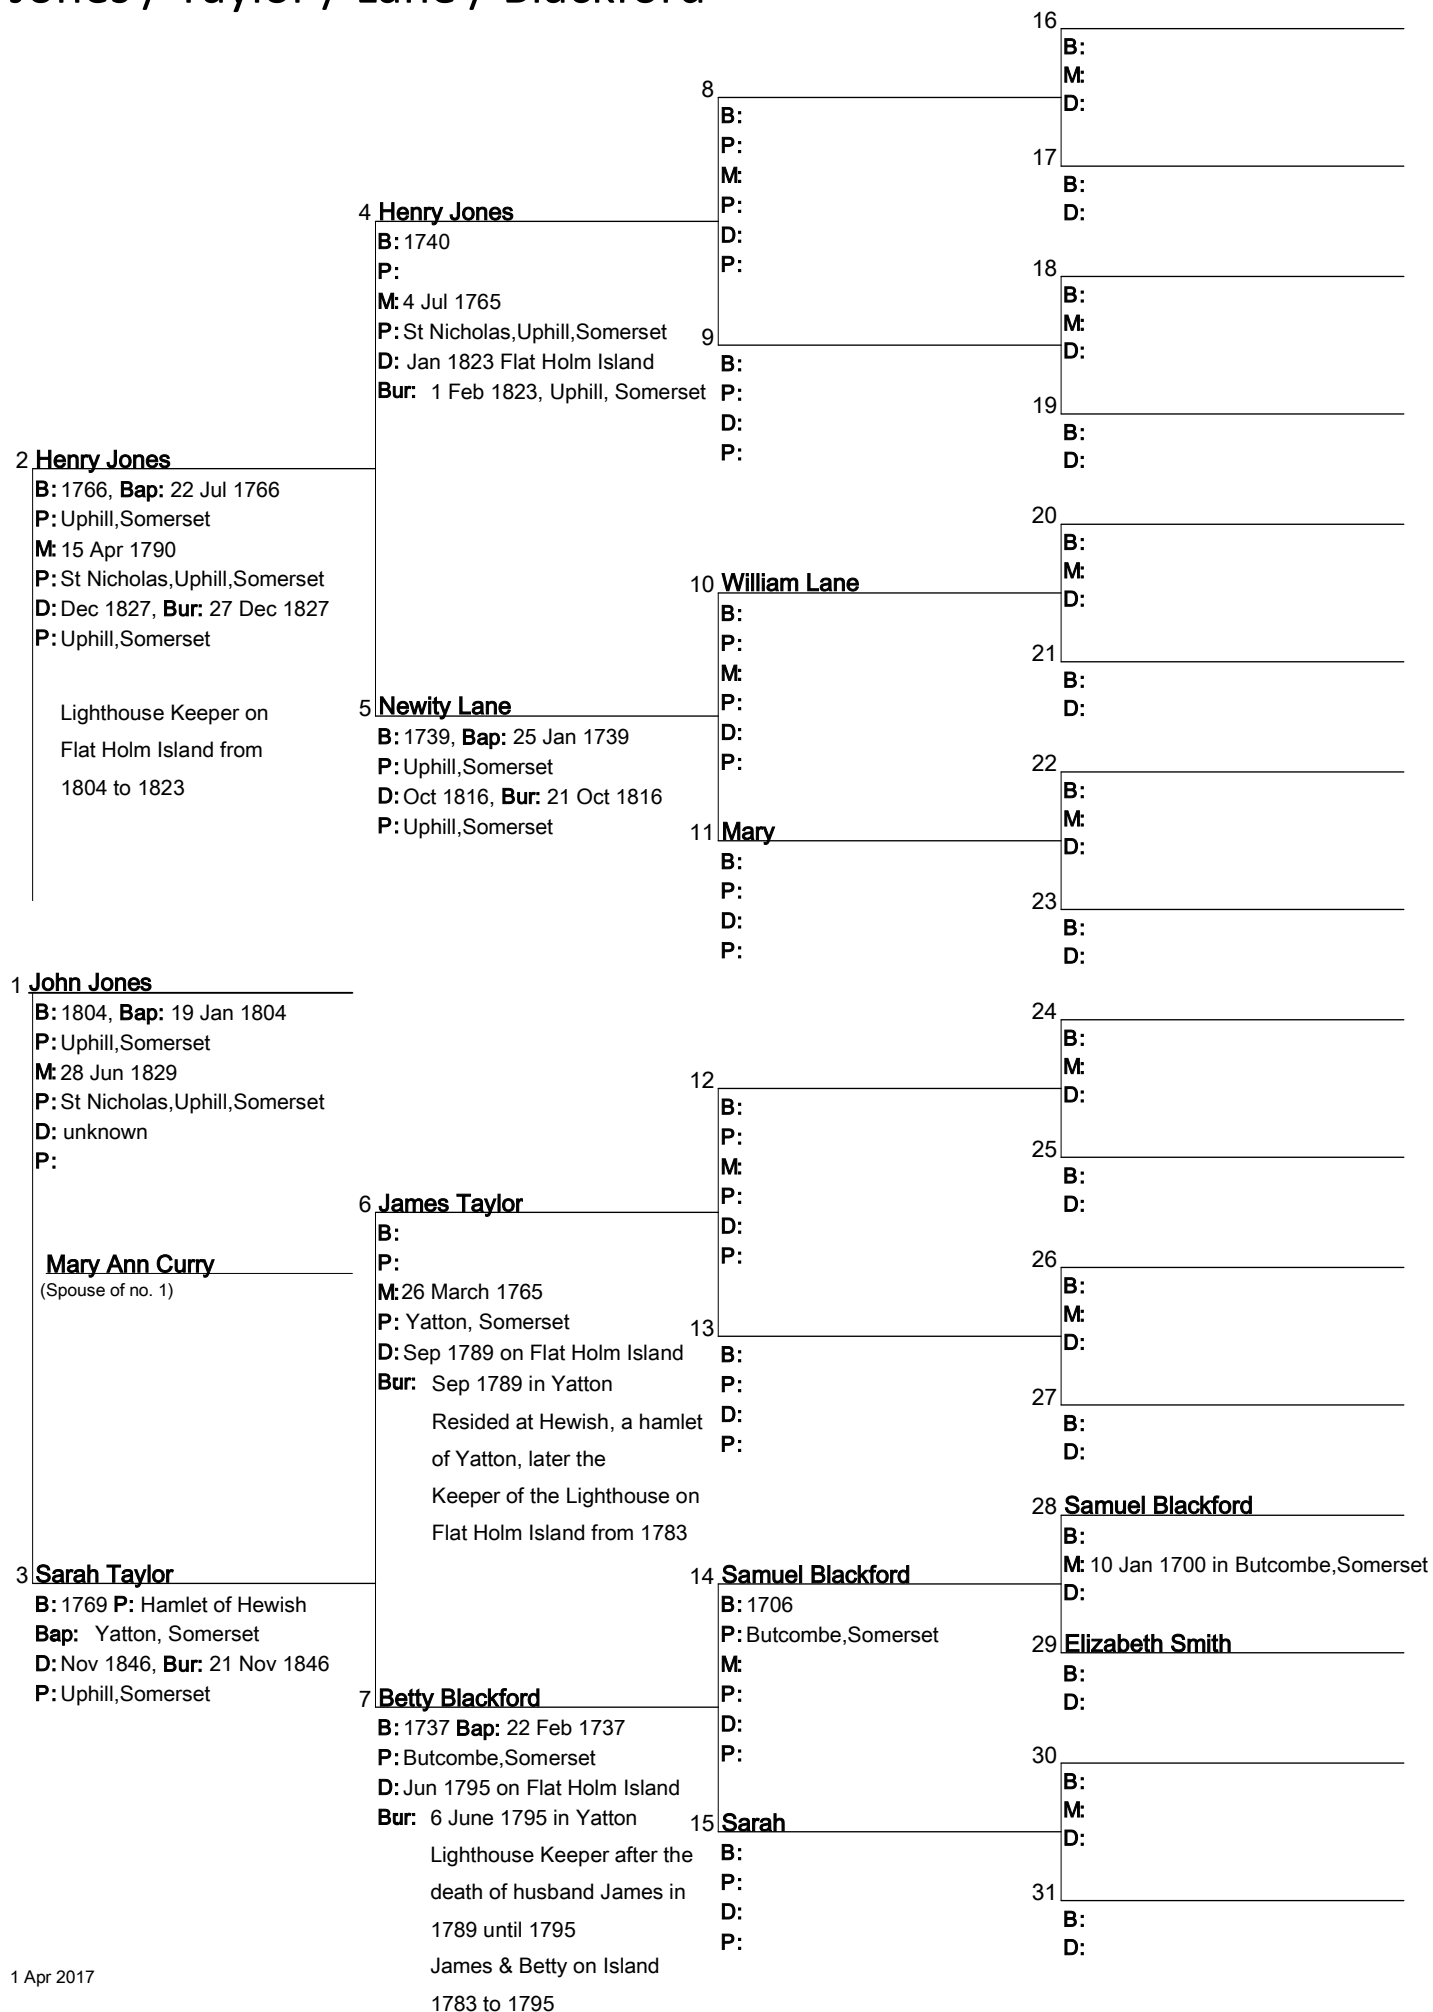 Jones / Taylor / Lane / Blackford
2 Henry Jones
B: 1766, Bap: 22 Jul 1766
P: Uphill,Somerset
M: 15 Apr 1790
P: St Nicholas,Uphill,Somerset
D: Dec 1827, Bur: 27 Dec 1827
P: Uphill,Somerset
Lighthouse Keeper on
Flat Holm Island from
1804 to 1823
1 John Jones
B: 1804, Bap: 19 Jan 1804
P: Uphill,Somerset
M: 28 Jun 1829
P: St Nicholas,Uphill,Somerset
D: unknown
P:
Mary Ann Curry
(Spouse of no. 1)
3 Sarah Taylor
B: 1769 P: Hamlet of Hewish
Bap: Yatton, Somerset
D: Nov 1846, Bur: 21 Nov 1846
P: Uphill,Somerset
1 Apr 2017
4 Henry Jones
B: 1740
P:
M: 4 Jul 1765
P: St Nicholas,Uphill,Somerset
D: Jan 1823 Flat Holm Island
Bur: 1 Feb 1823, Uphill, Somerset
5 Newity Lane
B: 1739, Bap: 25 Jan 1739
P: Uphill,Somerset
D: Oct 1816, Bur: 21 Oct 1816
P: Uphill,Somerset
6 James Taylor
B:
P:
M: 26 March 1765
P: Yatton, Somerset
D: Sep 1789 on Flat Holm Island
Bur: Sep 1789 in Yatton
Resided at Hewish, a hamlet
of Yatton, later the
Keeper of the Lighthouse on
Flat Holm Island from 1783
7 Betty Blackford
B: 1737 Bap: 22 Feb 1737
P: Butcombe,Somerset
D: Jun 1795 on Flat Holm Island
Bur: 6 June 1795 in Yatton
Lighthouse Keeper after the
death of husband James in
1789 until 1795
James & Betty on Island
1783 to 1795
8
B:
P:
M:
P:
D:
P:
9
B:
P:
D:
P:
10 William Lane
B:
P:
M:
P:
D:
P:
11 Mary
B:
P:
D:
P:
12
B:
P:
M:
P:
D:
P:
13
B:
P:
D:
P:
14 Samuel Blackford
B: 1706
P: Butcombe,Somerset
M:
P:
D:
P:
15 Sarah
B:
P:
D:
P:
16
B:
M:
D:
17
B:
D:
18
B:
M:
D:
19
B:
D:
20
B:
M:
D:
21
B:
D:
22
B:
M:
D:
23
B:
D:
24
B:
M:
D:
25
B:
D:
26
B:
M:
D:
27
B:
D:
28 Samuel Blackford
B:
M: 10 Jan 1700 in Butcombe,Somerset
D:
29 Elizabeth Smith
B:
D:
30
B:
M:
D:
31
B:
D: